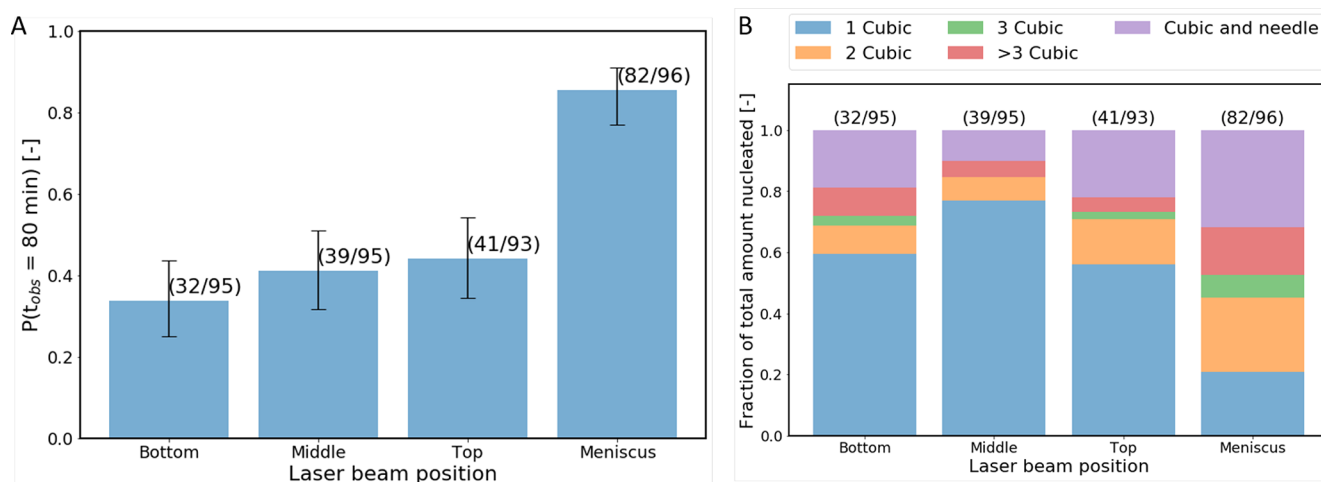 A
P(t_obs = 80 min) [-]
1.0
0.8
0.6
0.4
0.2
0.0
(32/95)
(39/95)
(41/93)
(82/96)
Bottom Middle Top Meniscus
Laser beam position
B
1 Cubic 3 Cubic Cubic and needle
2 Cubic >3 Cubic
Fraction of total amount nucleated [-]
1.0
0.8
0.6
0.4
0.2
0.0
(32/95) (39/95) (41/93) (82/96)
Bottom Middle Top Meniscus
Laser beam position